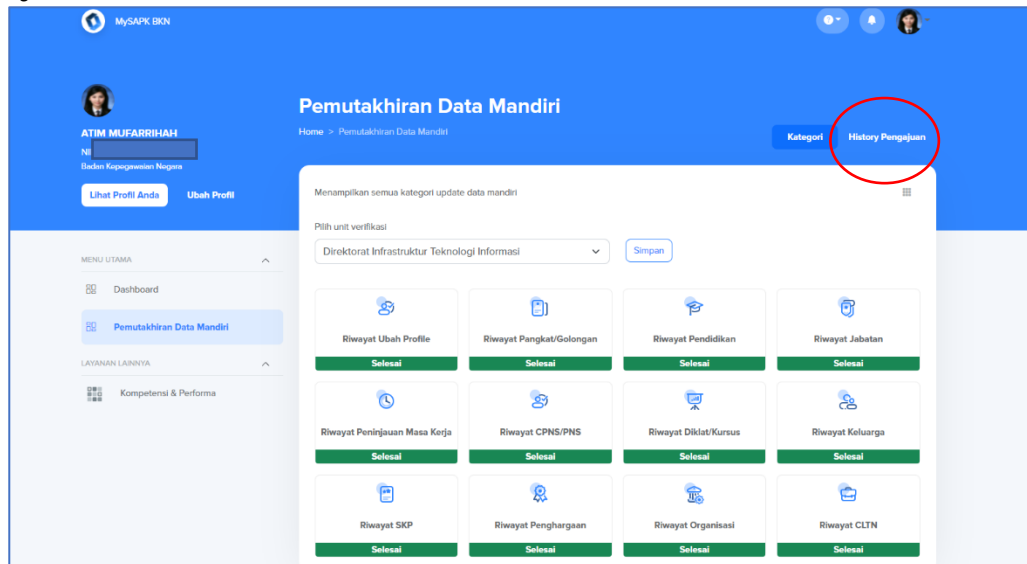 MySAPK BKN
Pemutakhiran Data Mandiri
Home > Pemutakhiran Data Mandiri
Kategori
History Pengajuan
ATIM MUFARRIHAH
Badan Kepegawaian Negara
Lihat Profil Anda
Ubah Profil
MENU UTAMA
Dashboard
Pemutakhiran Data Mandiri
LAYANAN LAINNYA
Kompetensi & Performa
Menampilkan semua kategori update data mandiri
Pilih unit verifikasi
Direktorat Infrastruktur Teknologi Informasi
Simpan
Riwayat Ubah Profile
Selesai
Riwayat Pangkat/Golongan
Selesai
Riwayat Pendidikan
Selesai
Riwayat Jabatan
Selesai
Riwayat Peninjauan Masa Kerja
Selesai
Riwayat CPNS/PNS
Selesai
Riwayat Diklat/Kursus
Selesai
Riwayat Keluarga
Selesai
Riwayat SKP
Selesai
Riwayat Penghargaan
Selesai
Riwayat Organisasi
Selesai
Riwayat CLTN
Selesai